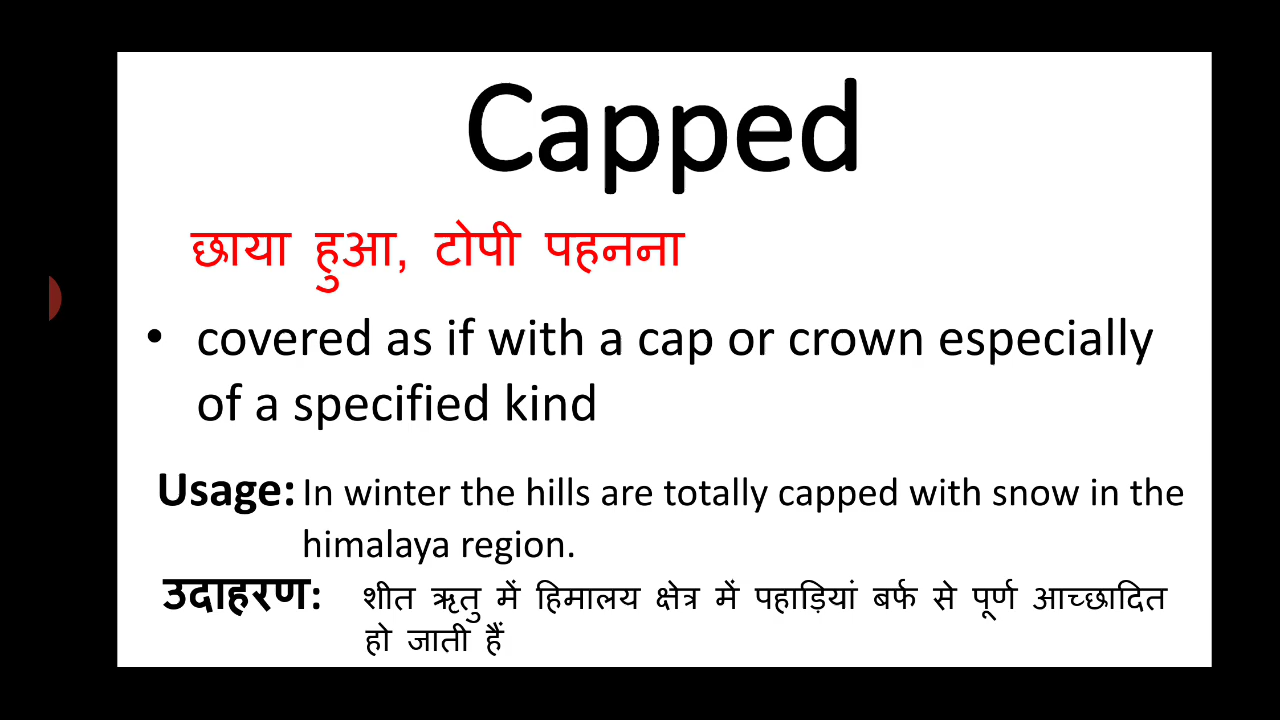 Capped
छाया हुआ, टोपी पहनना
• covered as if with a cap or crown especially
of a specified kind
Usage: In winter the hills are totally capped with snow in the
himalaya region.
उदाहरण: शीत ऋतु में हिमालय क्षेत्र में पहाड़ियां बर्फ से पूर्ण आच्छादित
हो जाती हैं